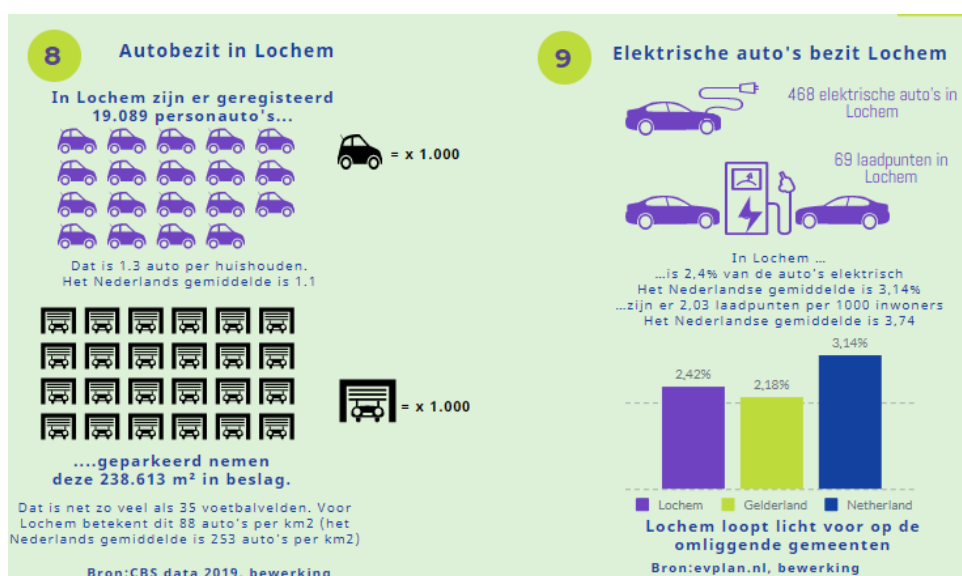 8
Autobezit in Lochem
In Lochem zijn er geregisteerd
19.089 personauto's...
= x 1.000
Dat is 1.3 auto per huishouden.
Het Nederlands gemiddelde is 1.1
= x 1.000
....geparkeerd nemen
deze 238.613 m² in beslag.
Dat is net zo veel als 35 voetbalvelden. Voor
Lochem betekent dit 88 auto's per km2 (het
Nederlands gemiddelde is 253 auto's per km2)
Bron:CBS data 2019, bewerking
9
Elektrische auto's bezit Lochem
468 elektrische auto's in
Lochem
69 laadpunten in
Lochem
In Lochem ...
...is 2,4% van de auto's elektrisch
Het Nederlandse gemiddelde is 3,14%
...zijn er 2,03 laadpunten per 1000 inwoners
Het Nederlandse gemiddelde is 3,74
2,42%
2,18%
3,14%
Lochem
Gelderland
Netherland
Lochem loopt licht voor op de
omliggende gemeenten
Bron:evplan.nl, bewerking